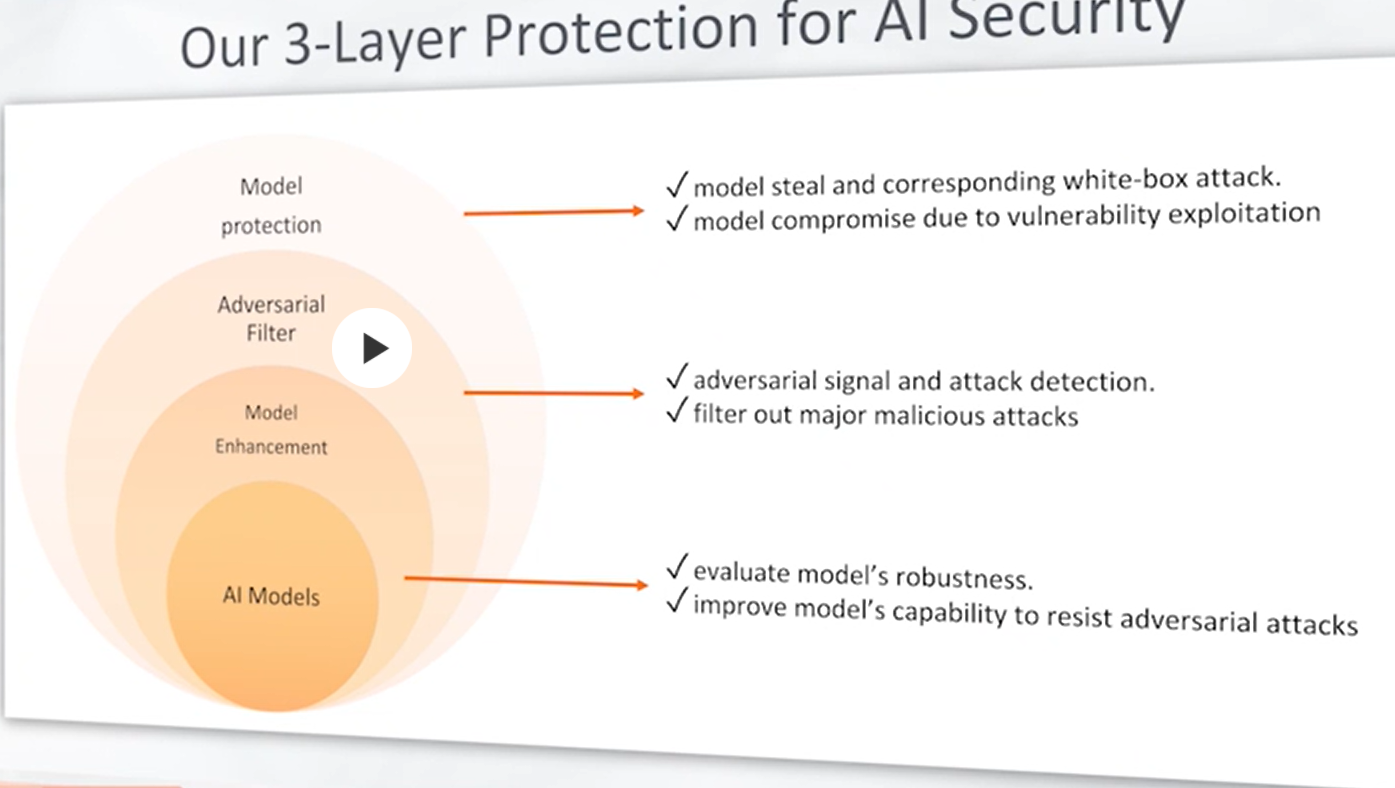 Our 3-Layer Protection for AI Security
Model
protection
✓ model steal and corresponding white-box attack.
✓ model compromise due to vulnerability exploitation
Adversarial
Filter
✓ adversarial signal and attack detection.
✓ filter out major malicious attacks
Model
Enhancement
AI Models
✓ evaluate model's robustness.
✓ improve model's capability to resist adversarial attacks